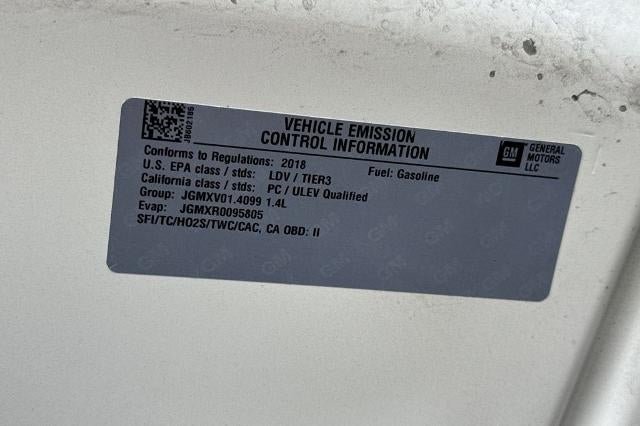 JB602185
VEHICLE EMISSION
CONTROL INFORMATION
GM GENERAL
MOTORS
LLC
Conforms to Regulations: 2018 Fuel: Gasoline
U.S. EPA class / stds: LDV / TIER3
California class / stds: PC / ULEV Qualified
Group: JGMXV01.4099 1.4L
Evap: JGMXR0095805
SFI/TC/HO2S/TWC/CAC, CA OBD: II